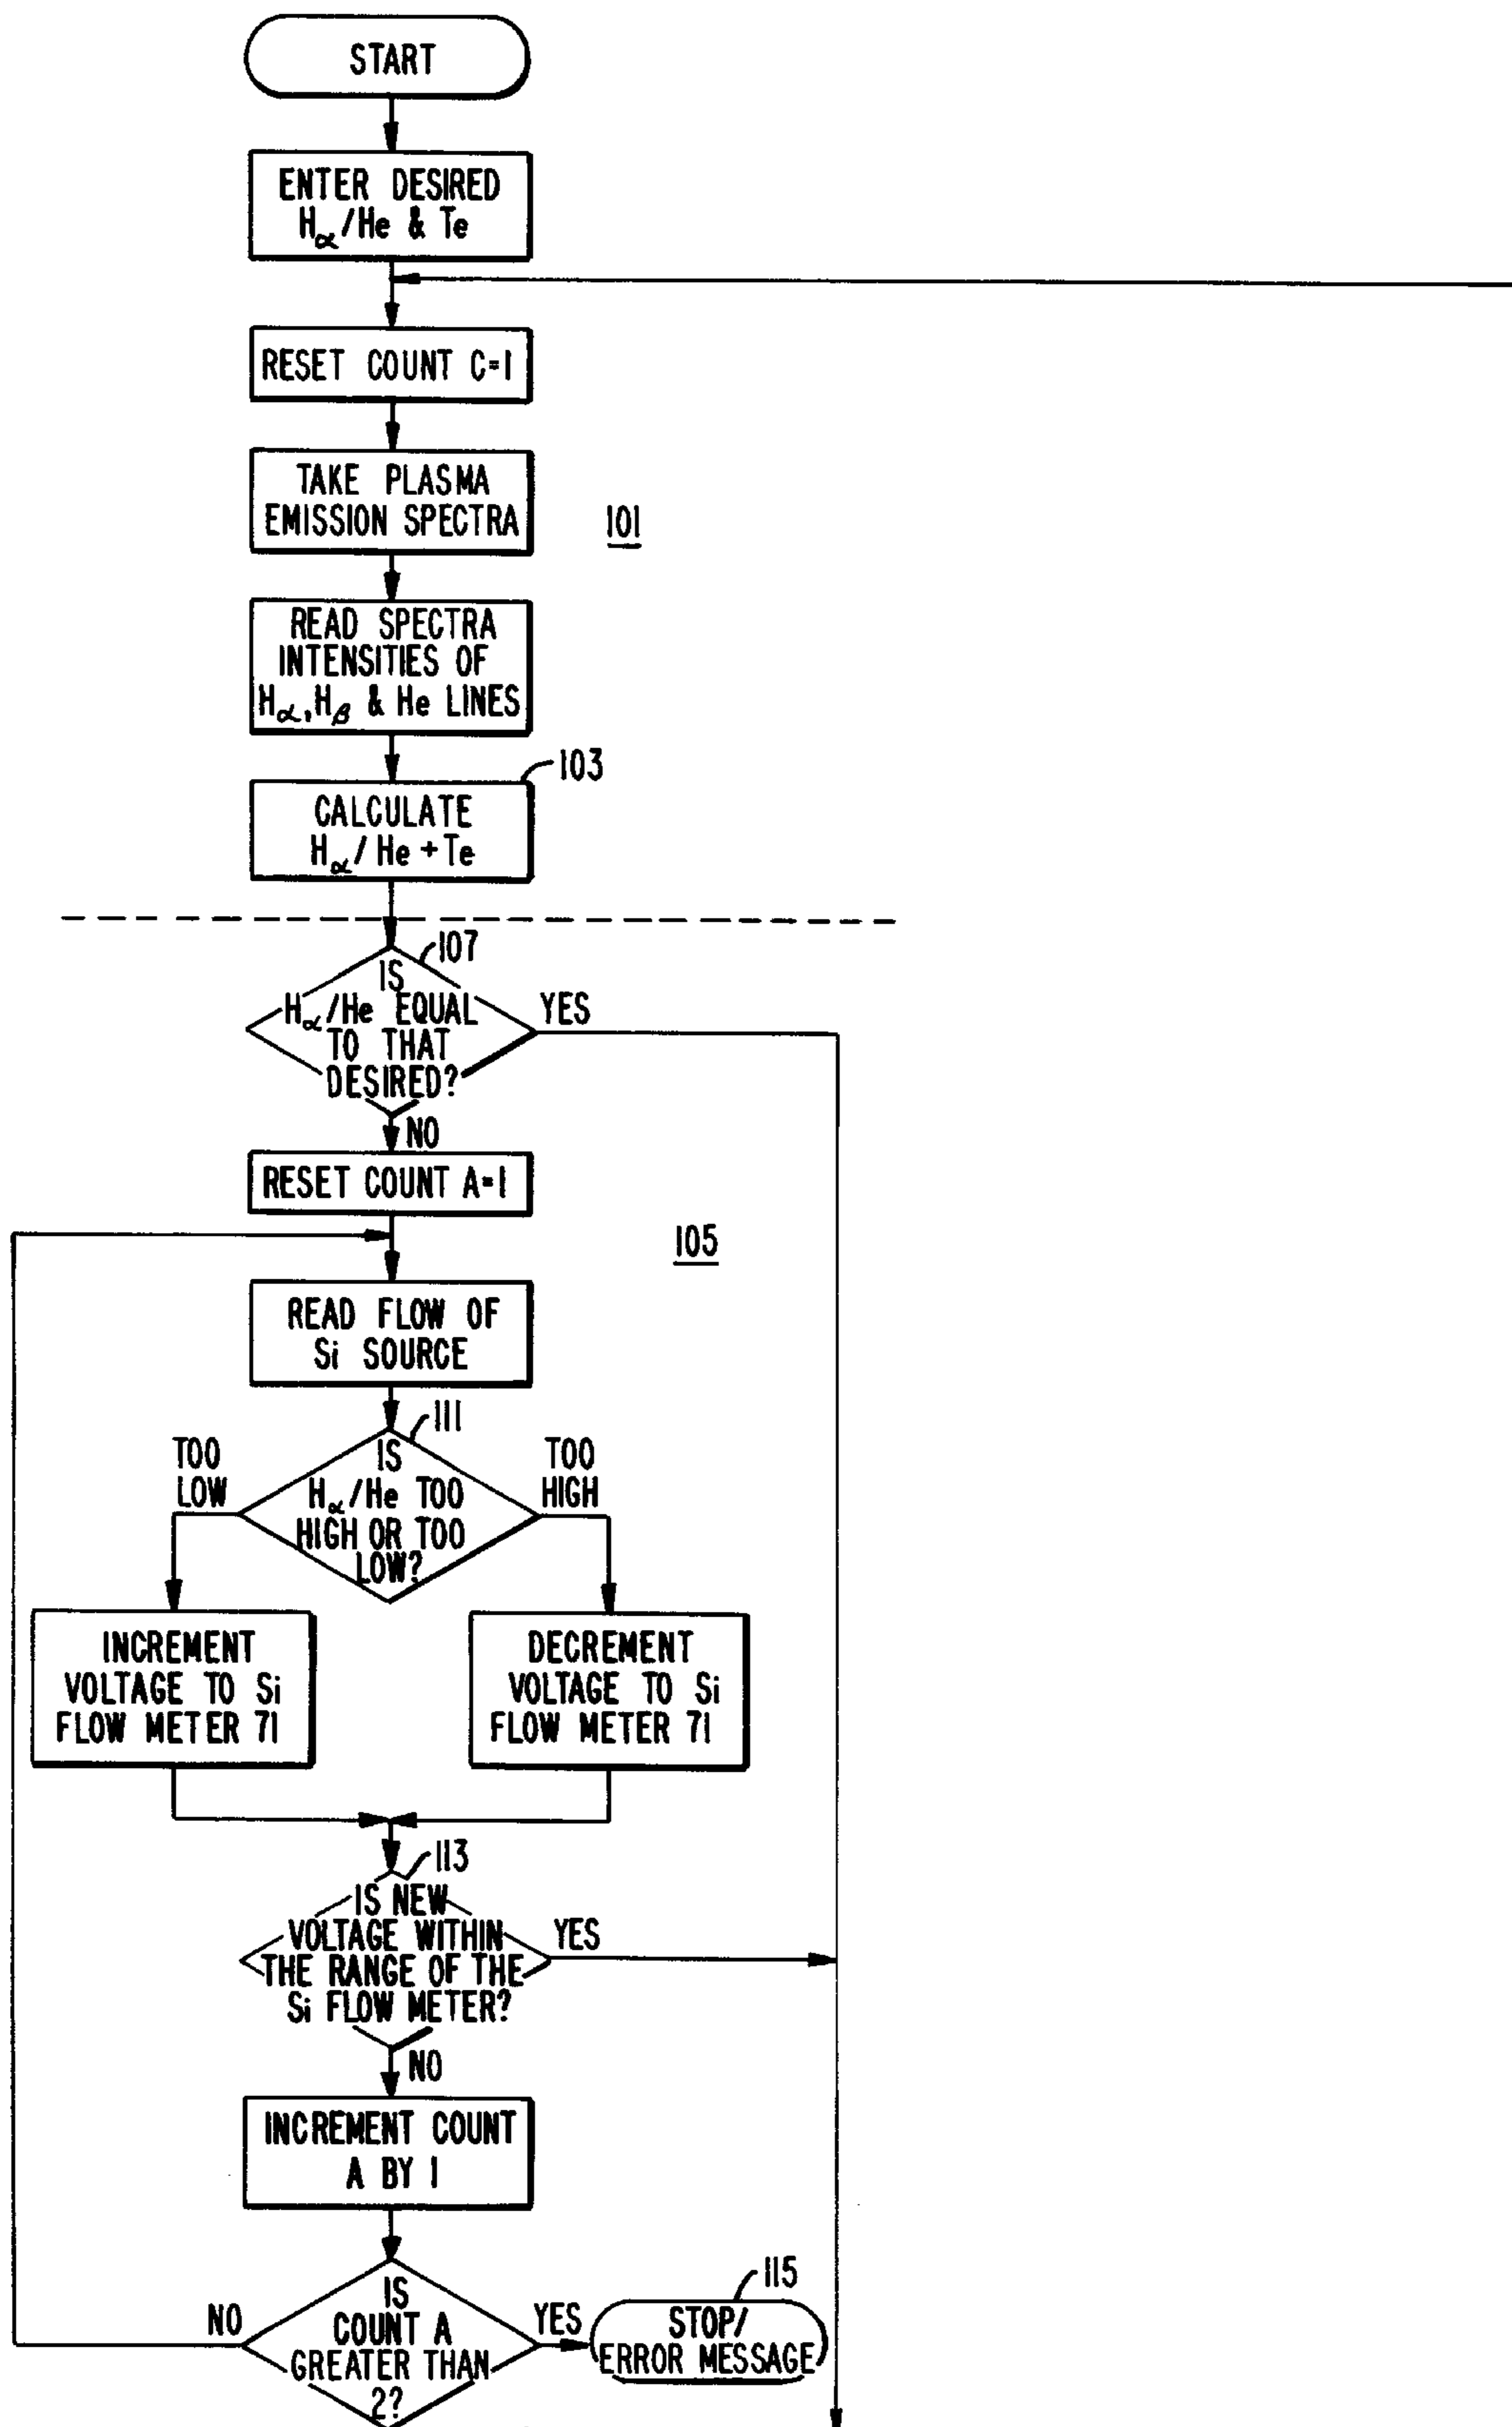 START
ENTER DESIRED
Hα/He & Te
RESET COUNT C=1
TAKE PLASMA
EMISSION SPECTRA
101
READ SPECTRA
INTENSITIES OF
Hα, Hβ & He LINES
103
CALCULATE
Hα/He + Te
107
IS
Hα/He EQUAL
TO THAT
DESIRED?
YES
NO
RESET COUNT A=1
105
READ FLOW OF
Si SOURCE
111
IS
Hα/He TOO
HIGH OR TOO
LOW?
TOO
LOW
TOO
HIGH
INCREMENT
VOLTAGE TO Si
FLOW METER 71
DECREMENT
VOLTAGE TO Si
FLOW METER 71
113
IS NEW
VOLTAGE WITHIN
THE RANGE OF THE
Si FLOW METER?
YES
NO
INCREMENT COUNT
A BY 1
IS
COUNT A
GREATER THAN
2?
NO
YES
115
STOP/
ERROR MESSAGE